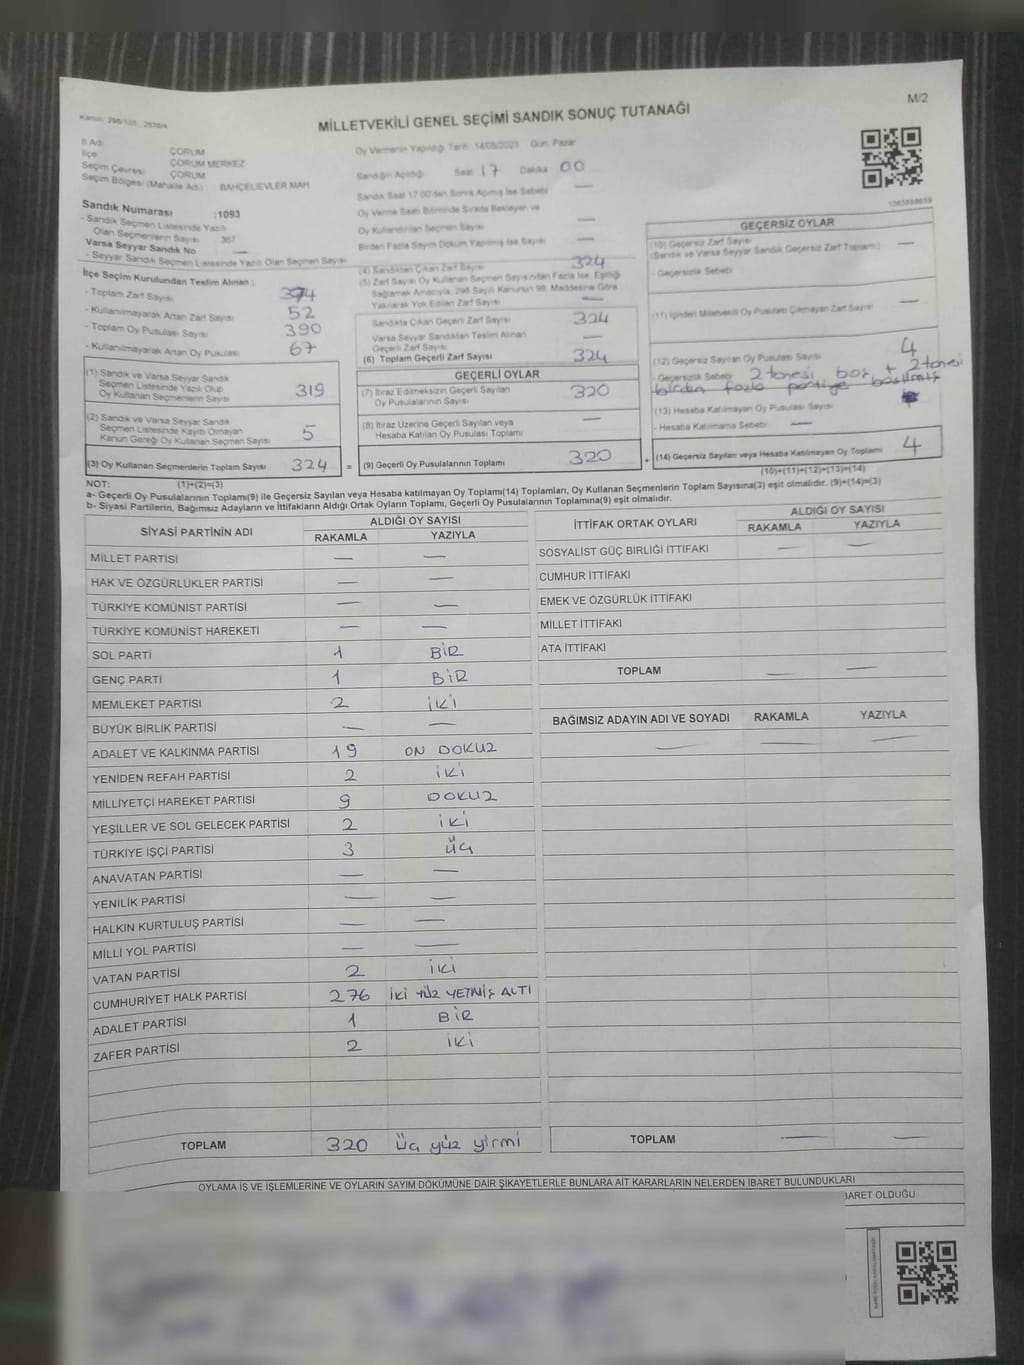 M/2
Kanun: 298/105 , 2839/4
MİLLETVEKİLİ GENEL SEÇİMİ SANDIK SONUÇ TUTANAĞI
İl Adı ÇORUM
İlçe ÇORUM MERKEZ
Seçim Çevresi ÇORUM
Seçim Bölgesi (Mahalle Adı) BAHÇELİEVLER MAH
Sandık Numarası :1093
- Sandık Seçmen Listesinde Yazılı
Olan Seçmenlerin Sayısı 367
Varsa Seyyar Sandık No —
- Seyyar Sandık Seçmen Listesinde Yazılı Olan Seçmen Sayısı
İlçe Seçim Kurulundan Teslim Alınan :
- Toplam Zarf Sayısı
- Kullanılmayarak Artan Zarf Sayısı 52
- Toplam Oy Pusulası Sayısı 390
- Kullanılmayarak Artan Oy Pusulası 67
(1) Sandık ve Varsa Seyyar Sandık
Seçmen Listesinde Yazılı Olup
Oy Kullanan Seçmenlerin Sayısı 319
(2) Sandık ve Varsa Seyyar Sandık
Seçmen Listesinde Kaydı Olmayan
Kanun Gereği Oy Kullanan Seçmen Sayısı 5
(3) Oy Kullanan Seçmenlerin Toplam Sayısı 324 =
Oy Vermenin Yapıldığı Tarih: 14/05/2023 Gün: Pazar
Sandığın Açıldığı Saat 17 Dakika 00
Sandık Saat 17:00'den Sonra Açılmış İse Sebebi —
Oy Verme Saati Bitiminde Sırada Bekleyen ve
Oy Kullandırılan Seçmen Sayısı —
Birden Fazla Sayım Döküm Yapılmış İse Sayısı —
(4) Sandıktan Çıkan Zarf Sayısı 324
(5) Zarf Sayısı Oy Kullanan Seçmen Sayısından Fazla İse, Eşitliği
Sağlamak Amacıyla, 298 Sayılı Kanunun 98. Maddesine Göre
Yakılarak Yok Edilen Zarf Sayısı —
Sandıkta Çıkan Geçerli Zarf Sayısı 324
Varsa Seyyar Sandıktan Teslim Alınan
Geçerli Zarf Sayısı —
(6) Toplam Geçerli Zarf Sayısı 324
GEÇERLİ OYLAR
(7) İtiraz Edilmeksizin Geçerli Sayılan
Oy Pusulalarının Sayısı 320
(8) İtiraz Üzerine Geçerli Sayılan veya
Hesaba Katılan Oy Pusulası Toplamı —
(9) Geçerli Oy Pusulalarının Toplamı 320 +
GEÇERSİZ OYLAR
(10) Geçersiz Zarf Sayısı —
(Sandık ve Varsa Seyyar Sandık Geçersiz Zarf Toplamı)
- Geçersizlik Sebebi
(11) İçinden Milletvekili Oy Pusulası Çıkmayan Zarf Sayısı —
(12) Geçersiz Sayılan Oy Pusulası Sayısı 4
- Geçersizlik Sebebi 2 tanesi boş + 2 tanesi
birden fazla partiye basılmış
(13) Hesaba Katılmayan Oy Pusulası Sayısı
- Hesaba Katılmama Sebebi —
(14) Geçersiz Sayılan veya Hesaba Katılmayan Oy Toplamı 4
NOT: (1)+(2)=(3) (10)+(11)+(12)+(13)=(14)
a- Geçerli Oy Pusulalarının Toplamı(9) ile Geçersiz Sayılan veya Hesaba katılmayan Oy Toplamı(14) Toplamları, Oy Kullanan Seçmenlerin Toplam Sayısına(3) eşit olmalıdır. (9)+(14)=(3)
b- Siyasi Partilerin, Bağımsız Adayların ve İttifakların Aldığı Ortak Oyların Toplamı, Geçerli Oy Pusulalarının Toplamına(9) eşit olmalıdır.
SİYASİ PARTİNİN ADI ALDIĞI OY SAYISI
RAKAMLA YAZIYLA
MİLLET PARTİSİ — —
HAK VE ÖZGÜRLÜKLER PARTİSİ — —
TÜRKİYE KOMÜNİST PARTİSİ — —
TÜRKİYE KOMÜNİST HAREKETİ — —
SOL PARTİ 1 BİR
GENÇ PARTİ 1 BİR
MEMLEKET PARTİSİ 2 İKİ
BÜYÜK BİRLİK PARTİSİ — —
ADALET VE KALKINMA PARTİSİ 19 ON DOKUZ
YENİDEN REFAH PARTİSİ 2 İKİ
MİLLİYETÇİ HAREKET PARTİSİ 9 DOKUZ
YEŞİLLER VE SOL GELECEK PARTİSİ 2 İKİ
TÜRKİYE İŞÇİ PARTİSİ 3 ÜÇ
ANAVATAN PARTİSİ — —
YENİLİK PARTİSİ — —
HALKIN KURTULUŞ PARTİSİ — —
MİLLİ YOL PARTİSİ — —
VATAN PARTİSİ 2 İKİ
CUMHURİYET HALK PARTİSİ 276 İKİ YÜZ YETMİŞ ALTI
ADALET PARTİSİ 1 BİR
ZAFER PARTİSİ 2 İKİ
TOPLAM 320 üç yüz yirmi
İTTİFAK ORTAK OYLARI ALDIĞI OY SAYISI
RAKAMLA YAZIYLA
SOSYALİST GÜÇ BİRLİĞİ İTTİFAKI — —
CUMHUR İTTİFAKI
EMEK VE ÖZGÜRLÜK İTTİFAKI
MİLLET İTTİFAKI
ATA İTTİFAKI
TOPLAM — —
BAĞIMSIZ ADAYIN ADI VE SOYADI RAKAMLA YAZIYLA
— — —
TOPLAM — —
OYLAMA İŞ VE İŞLEMLERİNE VE OYLARIN SAYIM DÖKÜMÜNE DAİR ŞİKAYETLERLE BUNLARA AİT KARARLARIN NELERDEN İBARET BULUNDUKLARI
BARET OLDUĞU